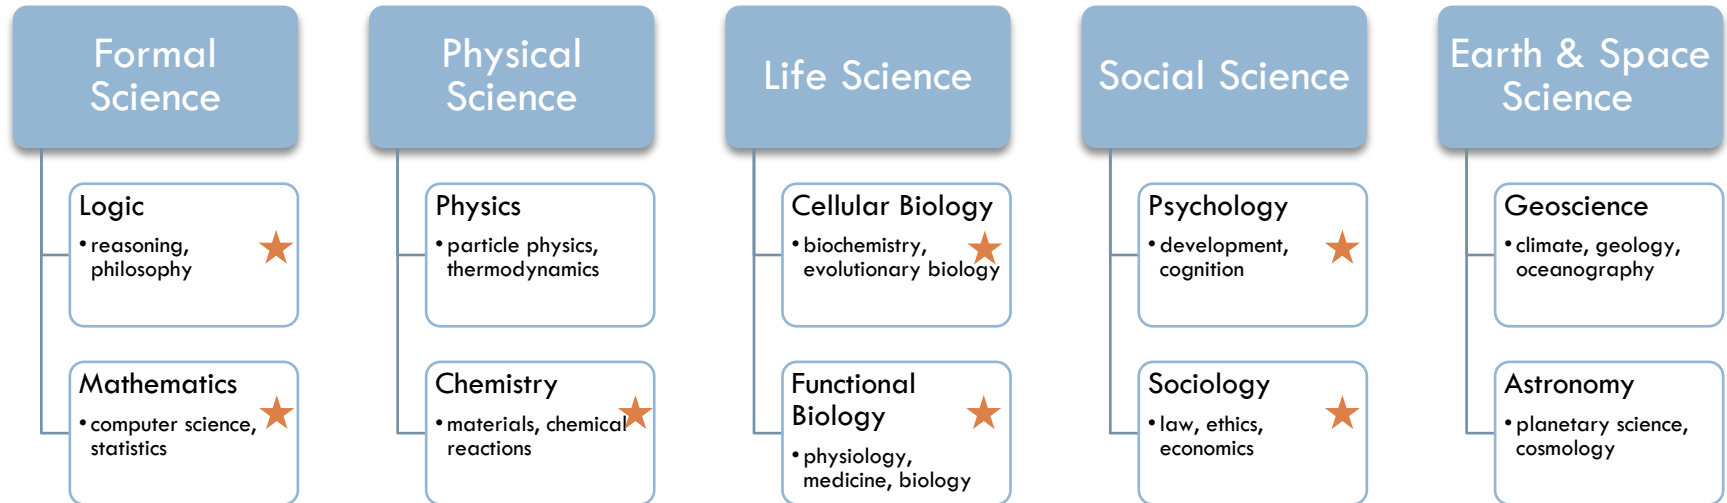 Formal
Science
Logic
• reasoning,
philosophy
Mathematics
• computer science,
statistics
Physical
Science
Physics
• particle physics,
thermodynamics
Chemistry
• materials, chemical
reactions
Life Science
Cellular Biology
• biochemistry,
evolutionary biology
Functional
Biology
• physiology,
medicine, biology
Social Science
Psychology
• development,
cognition
Sociology
• law, ethics,
economics
Earth & Space
Science
Geoscience
• climate, geology,
oceanography
Astronomy
• planetary science,
cosmology